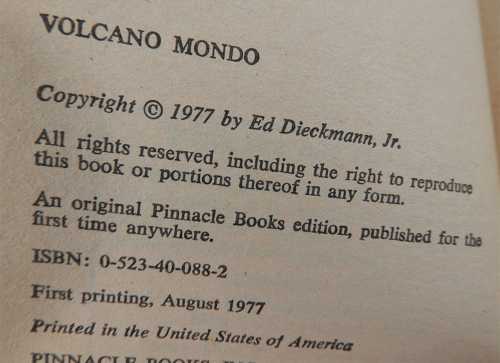 VOLCANO MONDO
Copyright © 1977 by Ed Dieckmann, Jr.
All rights reserved, including the right to reproduce
this book or portions thereof in any form.
An original Pinnacle Books edition, published for the
first time anywhere.
ISBN: 0-523-40-088-2
First printing, August 1977
Printed in the United States of America
PINNACLE BOOKS,